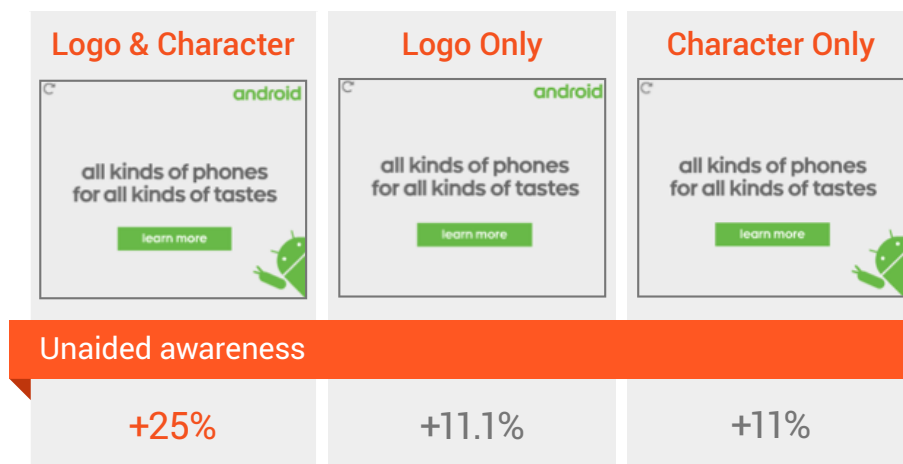 Logo & Character
android
all kinds of phones
for all kinds of tastes
learn more
Logo Only
android
all kinds of phones
for all kinds of tastes
learn more
Character Only
all kinds of phones
for all kinds of tastes
learn more
Unaided awareness
+25%
+11.1%
+11%